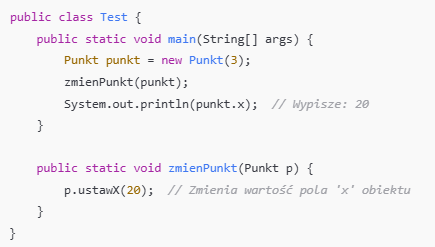 public class Test {
    public static void main(String[] args) {
        Punkt punkt = new Punkt(3);
        zmienPunkt(punkt);
        System.out.println(punkt.x);  // Wypisze: 20
    }

    public static void zmienPunkt(Punkt p) {
        p.ustawX(20);  // Zmienia wartość pola 'x' obiektu
    }
}